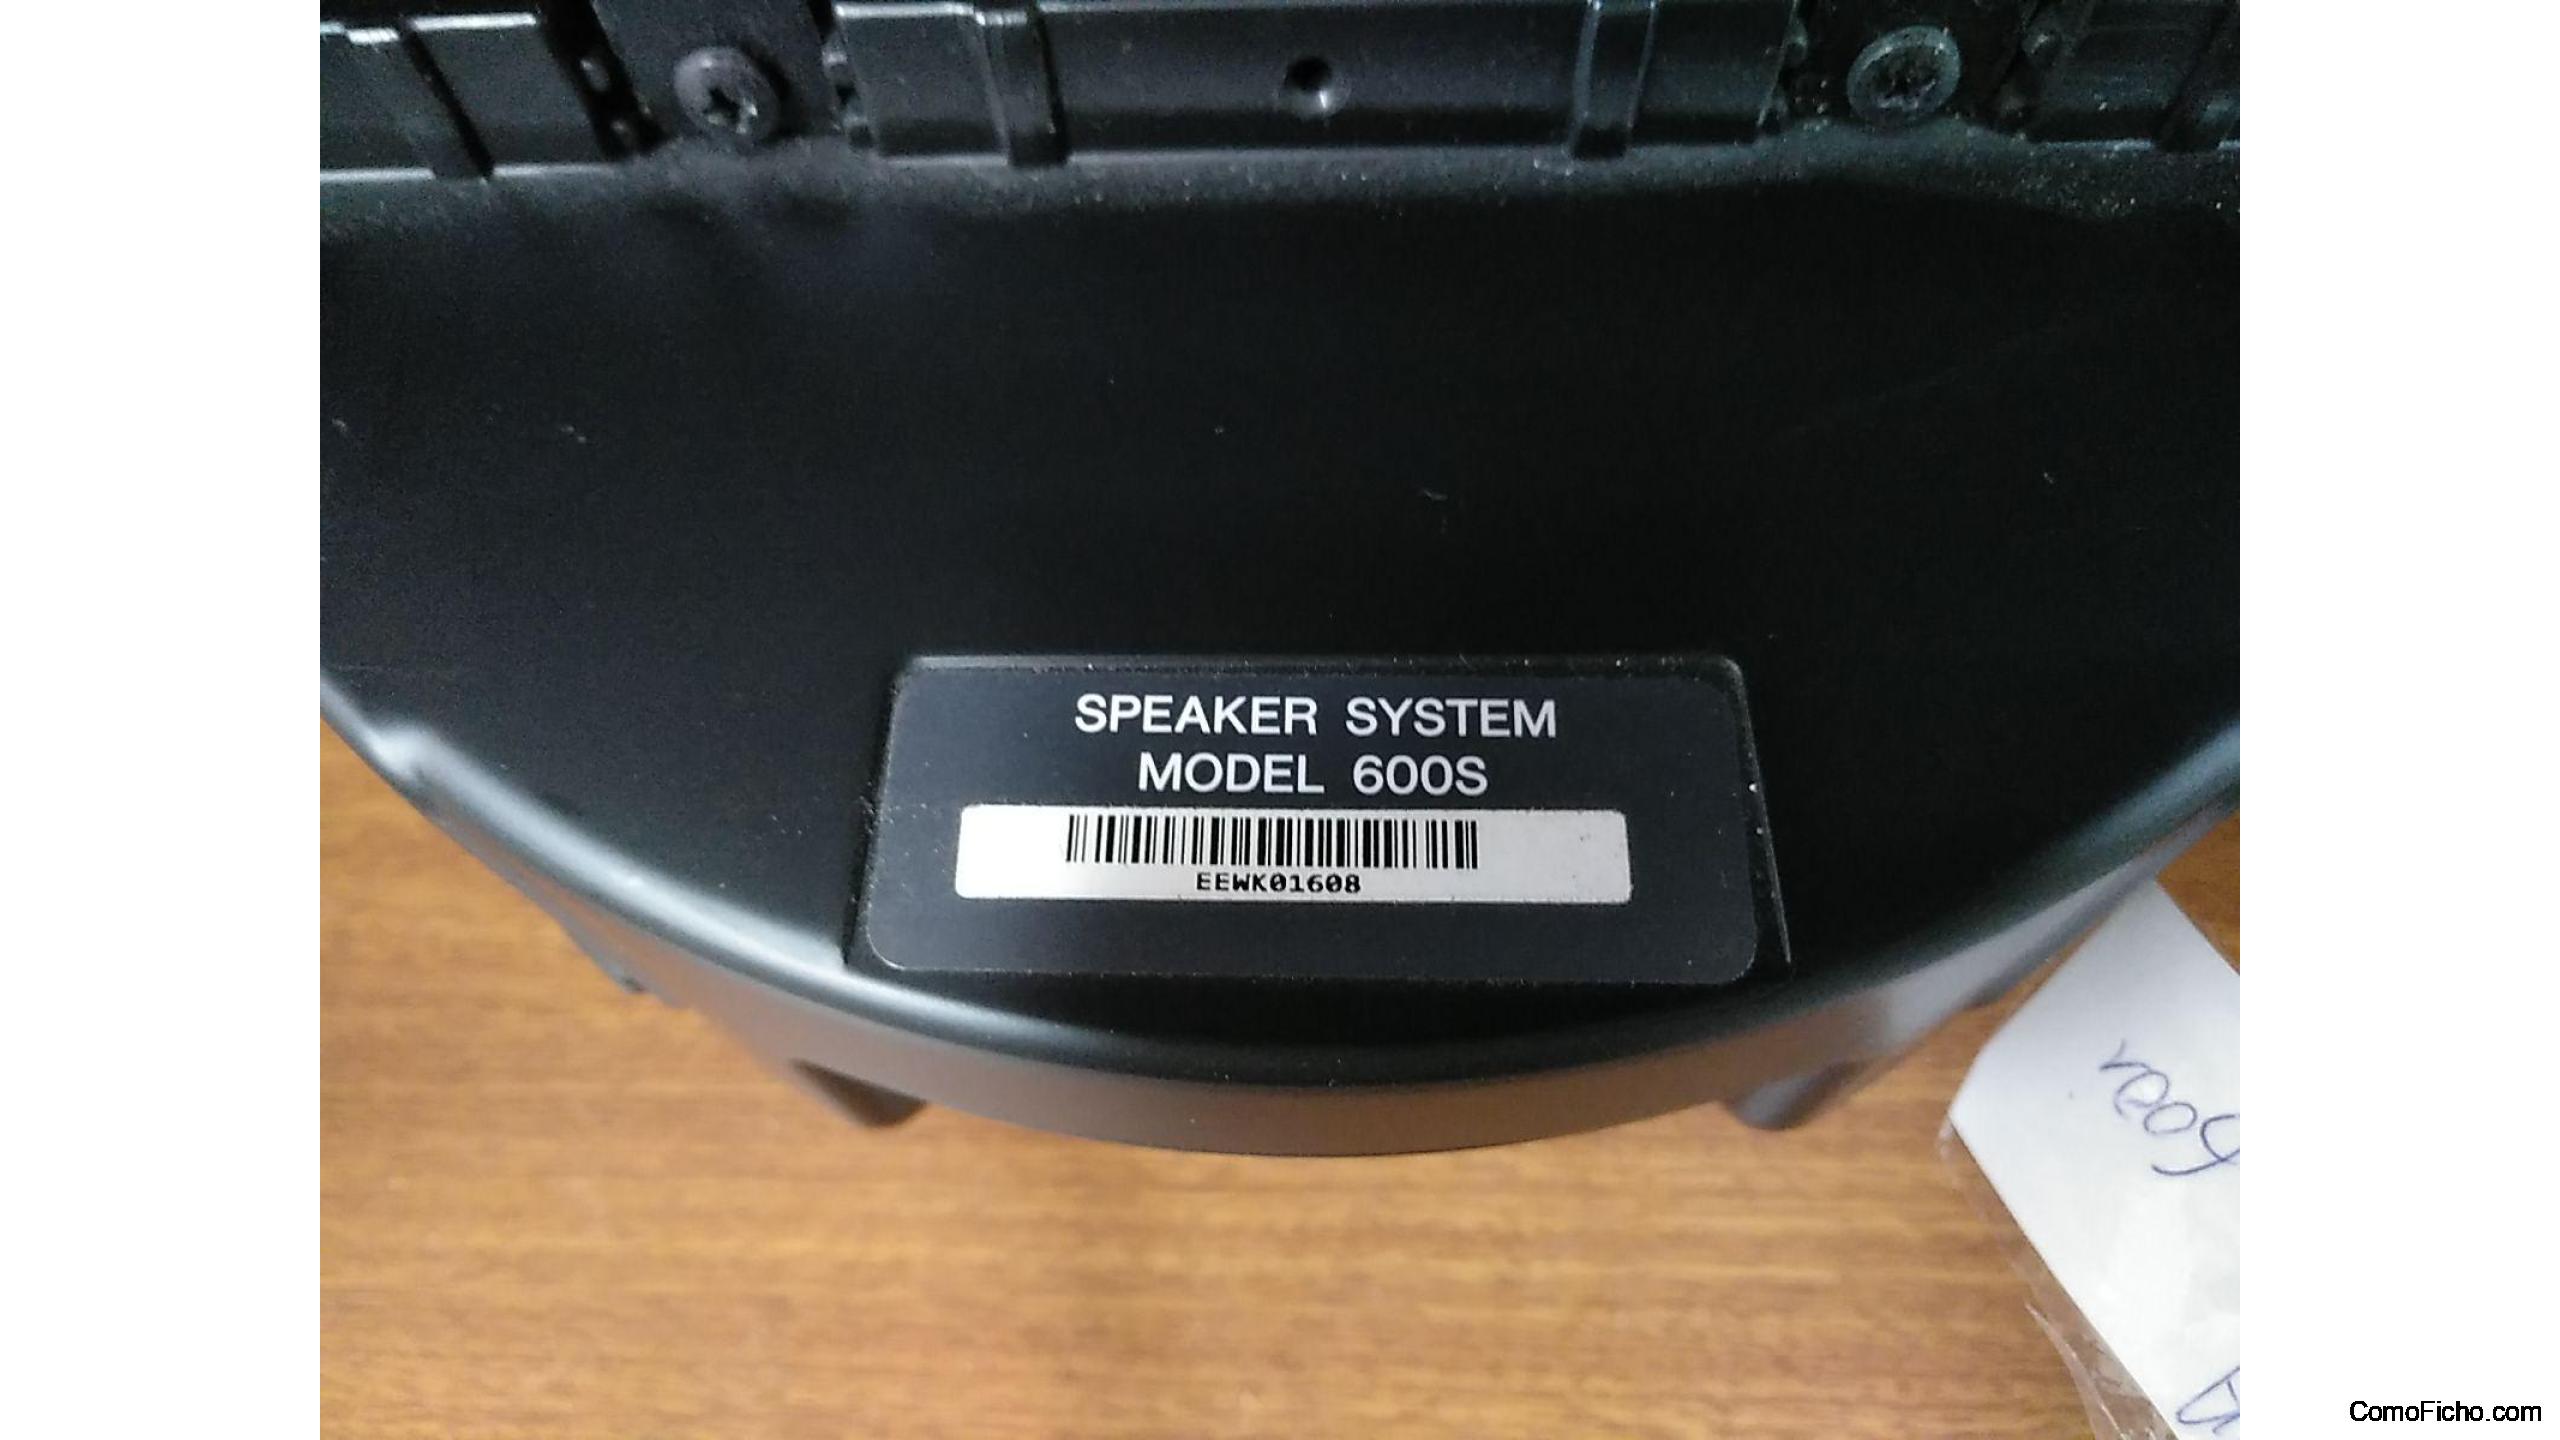 SPEAKER SYSTEM
MODEL 600S
EEWK01608
ComoFicho.com